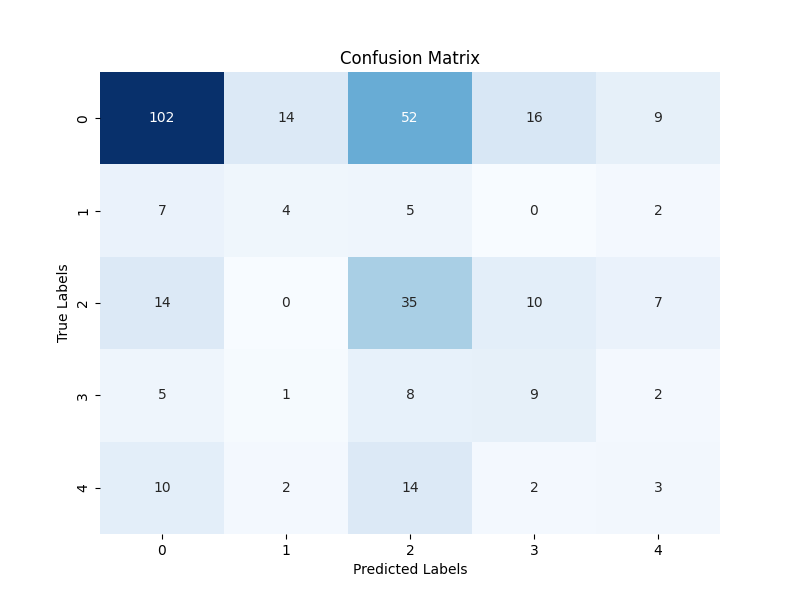 Confusion Matrix
0 102 14 52 16 9
1 7 4 5 0 2
2 14 0 35 10 7
3 5 1 8 9 2
4 10 2 14 2 3
0 1 2 3 4
True Labels
Predicted Labels